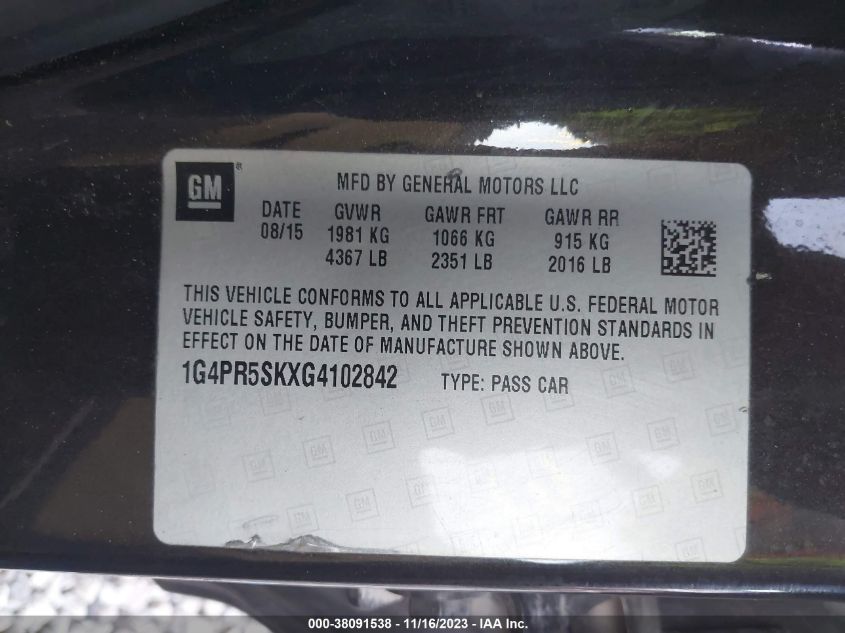 GM ®
MFD BY GENERAL MOTORS LLC
DATE GVWR GAWR FRT GAWR RR
08/15 1981 KG 1066 KG 915 KG
4367 LB 2351 LB 2016 LB
THIS VEHICLE CONFORMS TO ALL APPLICABLE U.S. FEDERAL MOTOR
VEHICLE SAFETY, BUMPER, AND THEFT PREVENTION STANDARDS IN
EFFECT ON THE DATE OF MANUFACTURE SHOWN ABOVE.
1G4PR5SKXG4102842 TYPE: PASS CAR
000-38091538 - 11/16/2023 - IAA Inc.